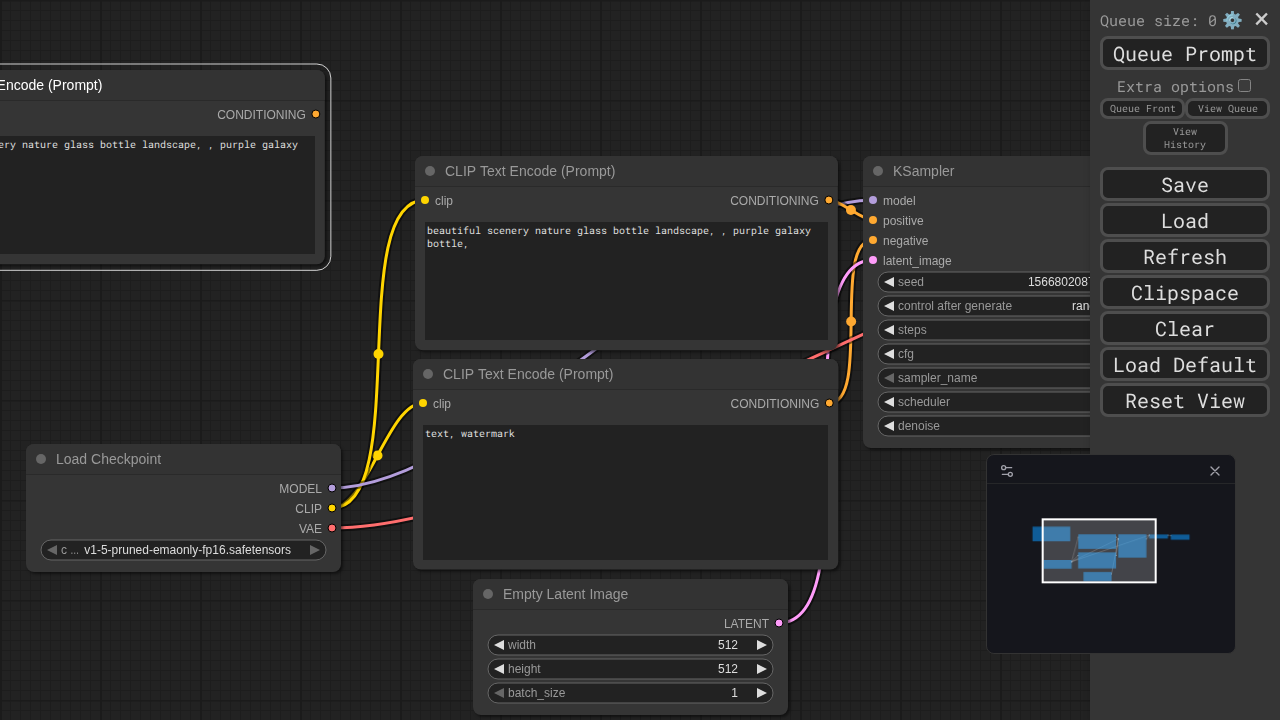 Encode (Prompt)
CONDITIONING
ery nature glass bottle landscape, , purple galaxy
CLIP Text Encode (Prompt)
clip
CONDITIONING
beautiful scenery nature glass bottle landscape, , purple galaxy
bottle,
CLIP Text Encode (Prompt)
clip
CONDITIONING
text, watermark
Load Checkpoint
MODEL
CLIP
VAE
c ... v1-5-pruned-emaonly-fp16.safetensors
Empty Latent Image
LATENT
width 512
height 512
batch_size 1
KSampler
model
positive
negative
latent_image
seed 1566802087
control after generate ran
steps
cfg
sampler_name
scheduler
denoise
Queue size: 0
Queue Prompt
Extra options
Queue Front
View Queue
View
History
Save
Load
Refresh
Clipspace
Clear
Load Default
Reset View